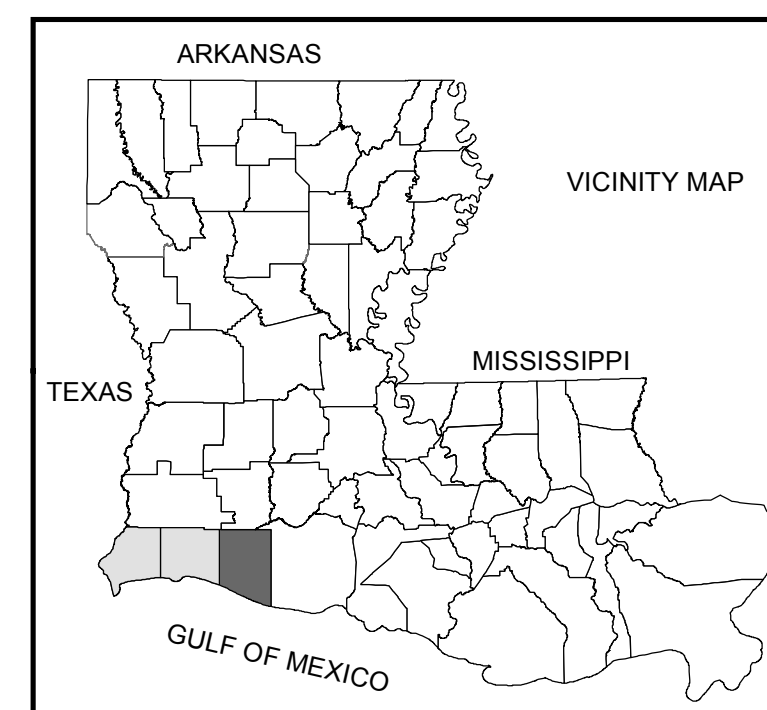 ARKANSAS
VICINITY MAP
MISSISSIPPI
TEXAS
GULF OF MEXICO